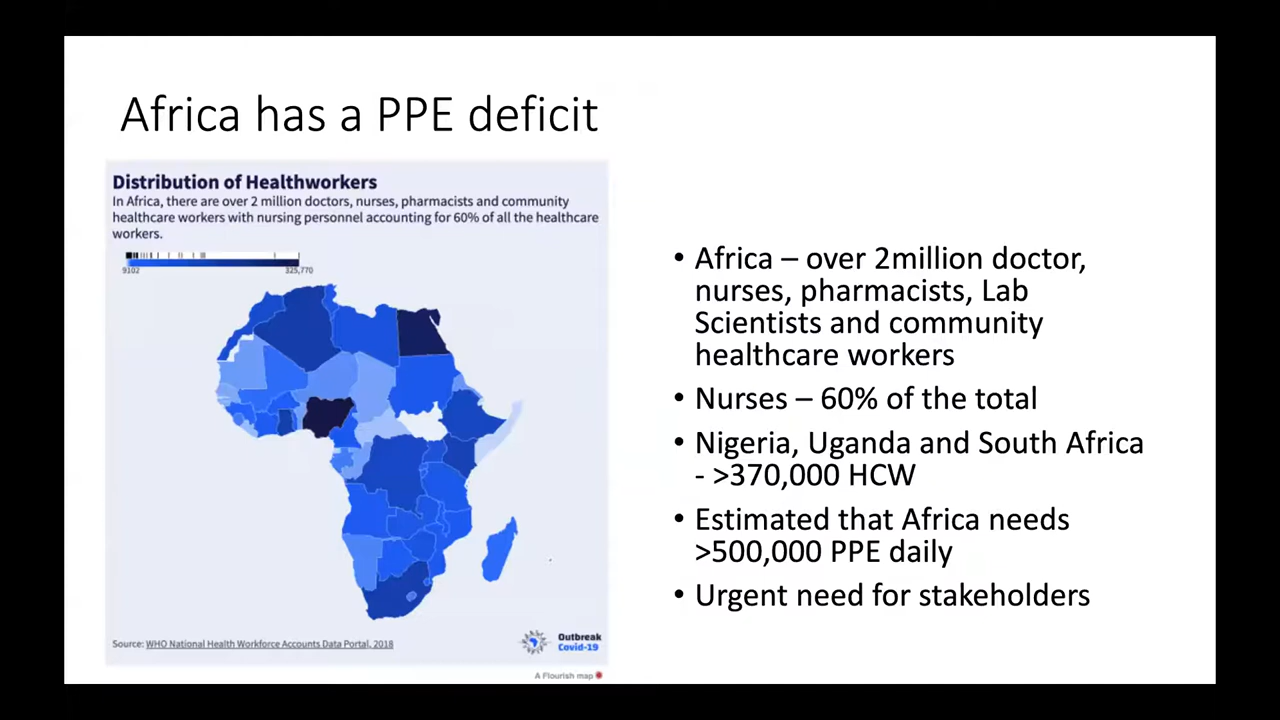 Africa has a PPE deficit
Distribution of Healthworkers
In Africa, there are over 2 million doctors, nurses, pharmacists and community
healthcare workers with nursing personnel accounting for 60% of all the healthcare
workers.
9102
325,770
Source: WHO National Health Workforce Accounts Data Portal, 2018
Outbreak
Covid-19
A Flourish map
• Africa – over 2million doctor,
nurses, pharmacists, Lab
Scientists and community
healthcare workers
• Nurses – 60% of the total
• Nigeria, Uganda and South Africa
- >370,000 HCW
• Estimated that Africa needs
>500,000 PPE daily
• Urgent need for stakeholders